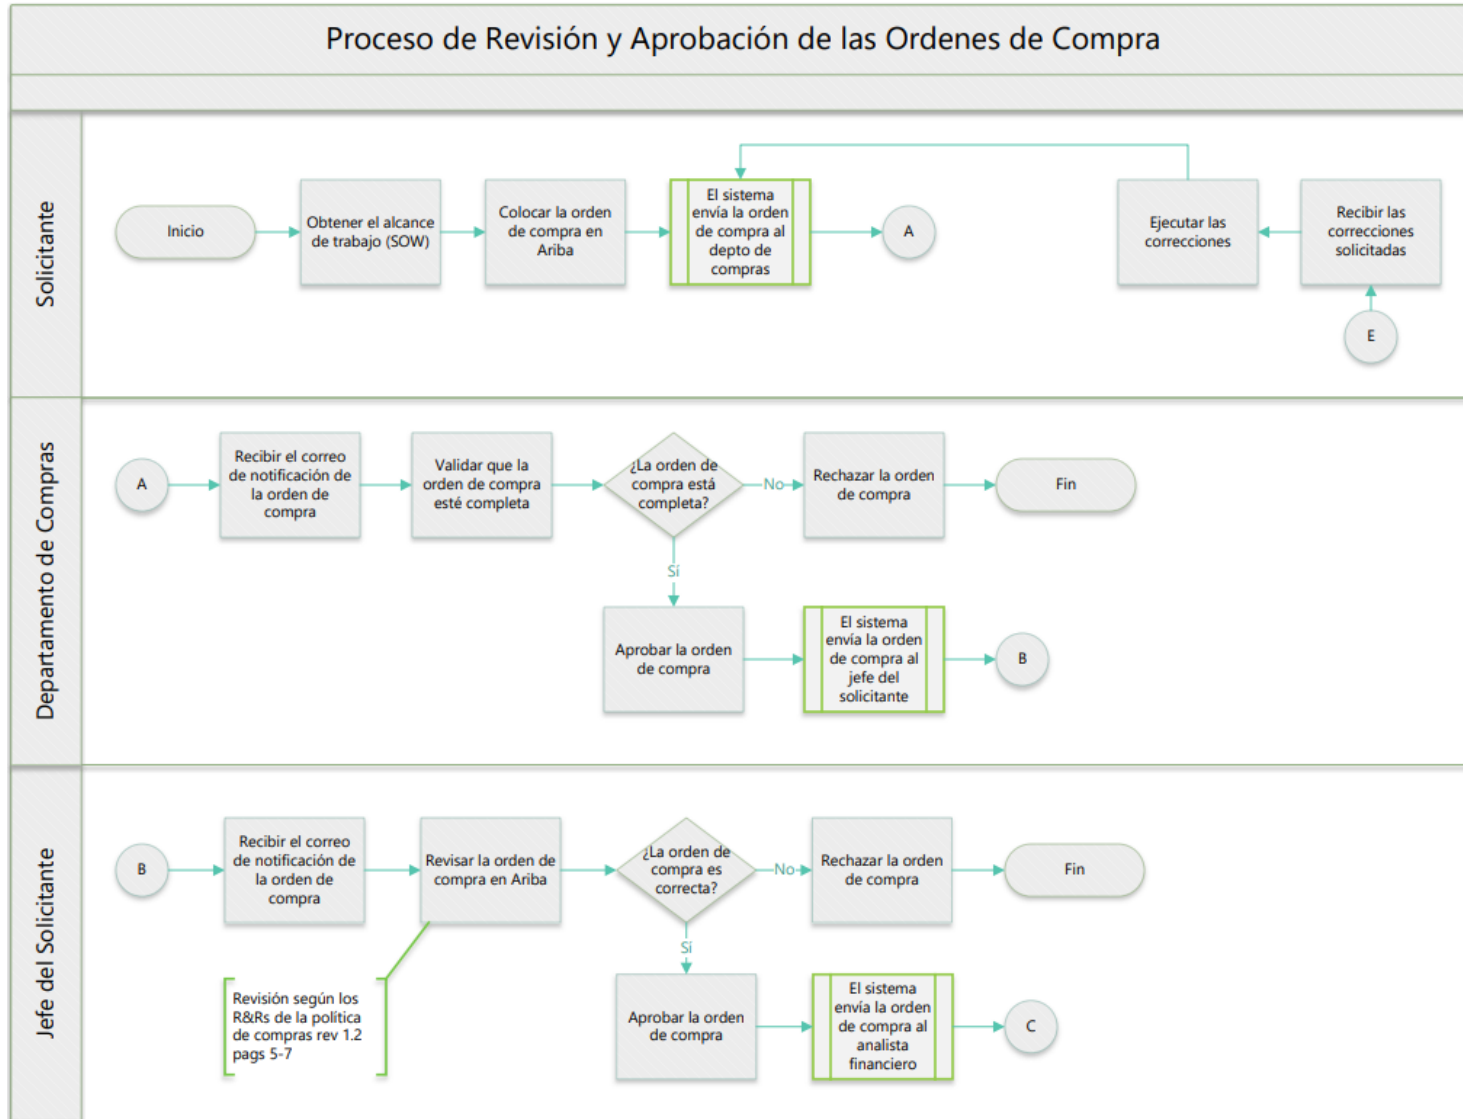 Proceso de Revisión y Aprobación de las Ordenes de Compra
Solicitante
Inicio
Obtener el alcance
de trabajo (SOW)
Colocar la orden
de compra en
Ariba
El sistema
envía la orden
de compra al
depto de
compras
A
Ejecutar las
correcciones
Recibir las
correcciones
solicitadas
E
Departamento de Compras
A
Recibir el correo
de notificación de
la orden de
compra
Validar que la
orden de compra
esté completa
¿La orden de
compra está
completa?
No
Rechazar la orden
de compra
Fin
Sí
Aprobar la orden
de compra
El sistema
envía la orden
de compra al
jefe del
solicitante
B
Jefe del Solicitante
B
Recibir el correo
de notificación de
la orden de
compra
Revisar la orden de
compra en Ariba
¿La orden de
compra es
correcta?
No
Rechazar la orden
de compra
Fin
Sí
Revisión según los
R&Rs de la política
de compras rev 1.2
pags 5-7
Aprobar la orden
de compra
El sistema
envía la orden
de compra al
analista
financiero
C